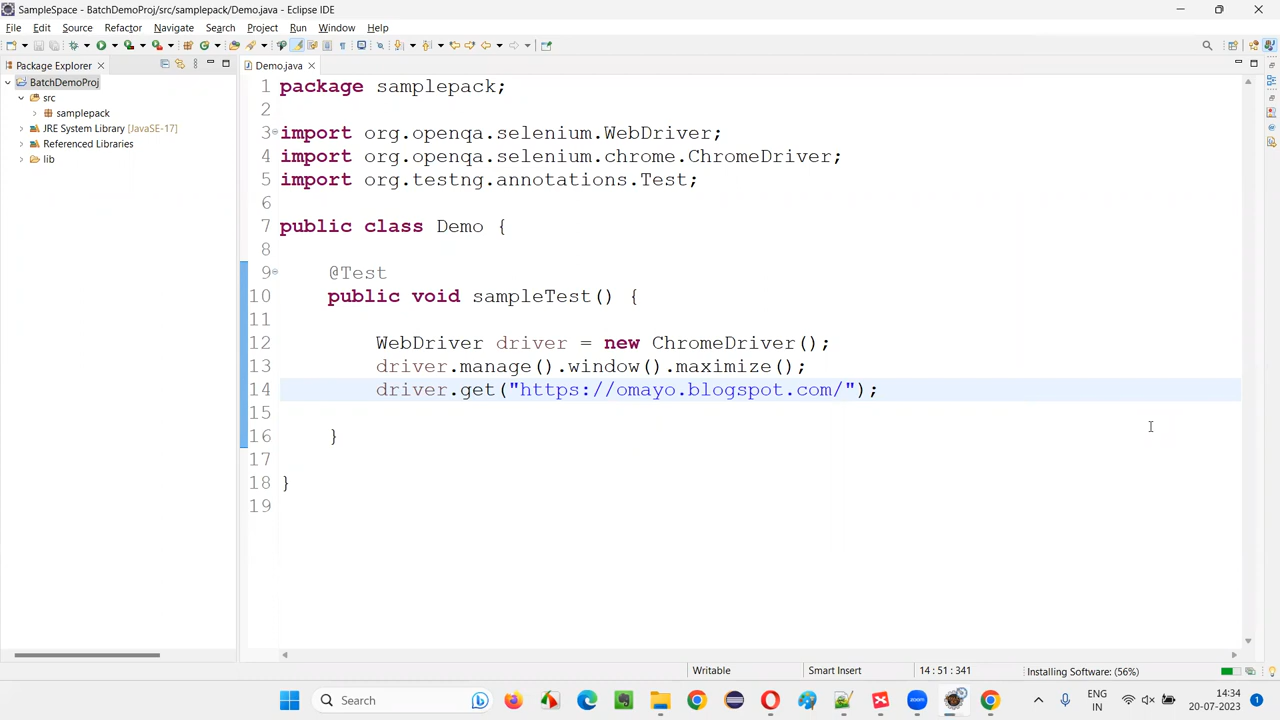 SampleSpace - BatchDemoProj/src/samplepack/Demo.java - Eclipse IDE
File Edit Source Refactor Navigate Search Project Run Window Help
Package Explorer
Demo.java
BatchDemoProj
src
samplepack
JRE System Library [JavaSE-17]
Referenced Libraries
lib
1 package samplepack;
2
3 import org.openqa.selenium.WebDriver;
4 import org.openqa.selenium.chrome.ChromeDriver;
5 import org.testng.annotations.Test;
6
7 public class Demo {
8
9 @Test
10 public void sampleTest() {
11
12 WebDriver driver = new ChromeDriver();
13 driver.manage().window().maximize();
14 driver.get("https://omayo.blogspot.com/");
15
16 }
17
18 }
19
Writable Smart Insert 14 : 51 : 341 Installing Software: (56%)
Search
zoom
ENG
IN
14:34
20-07-2023
1